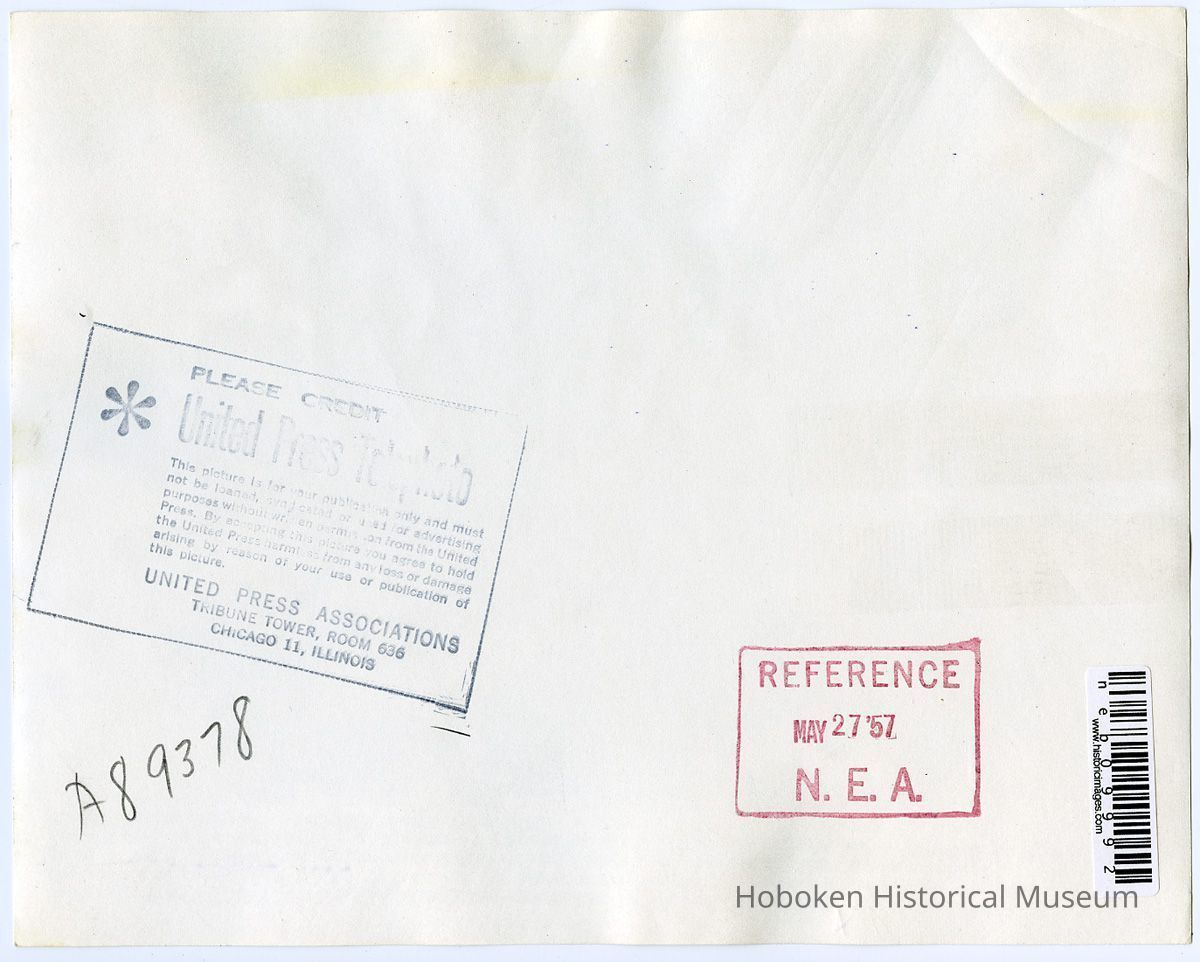 PLEASE CREDIT
United Press Telephoto
This picture is for your publication only and must
not be loaned, syndicated or used for advertising
purposes without written permission from the United
Press. By accepting this picture you agree to hold
the United Press harmless from any loss or damage
arising by reason of your use or publication of
this picture.
UNITED PRESS ASSOCIATIONS
TRIBUNE TOWER, ROOM 636
CHICAGO 11, ILLINOIS
A89378
REFERENCE
MAY 27 '57
N. E. A.
neb09992
www.historicimages.com
Hoboken Historical Museum